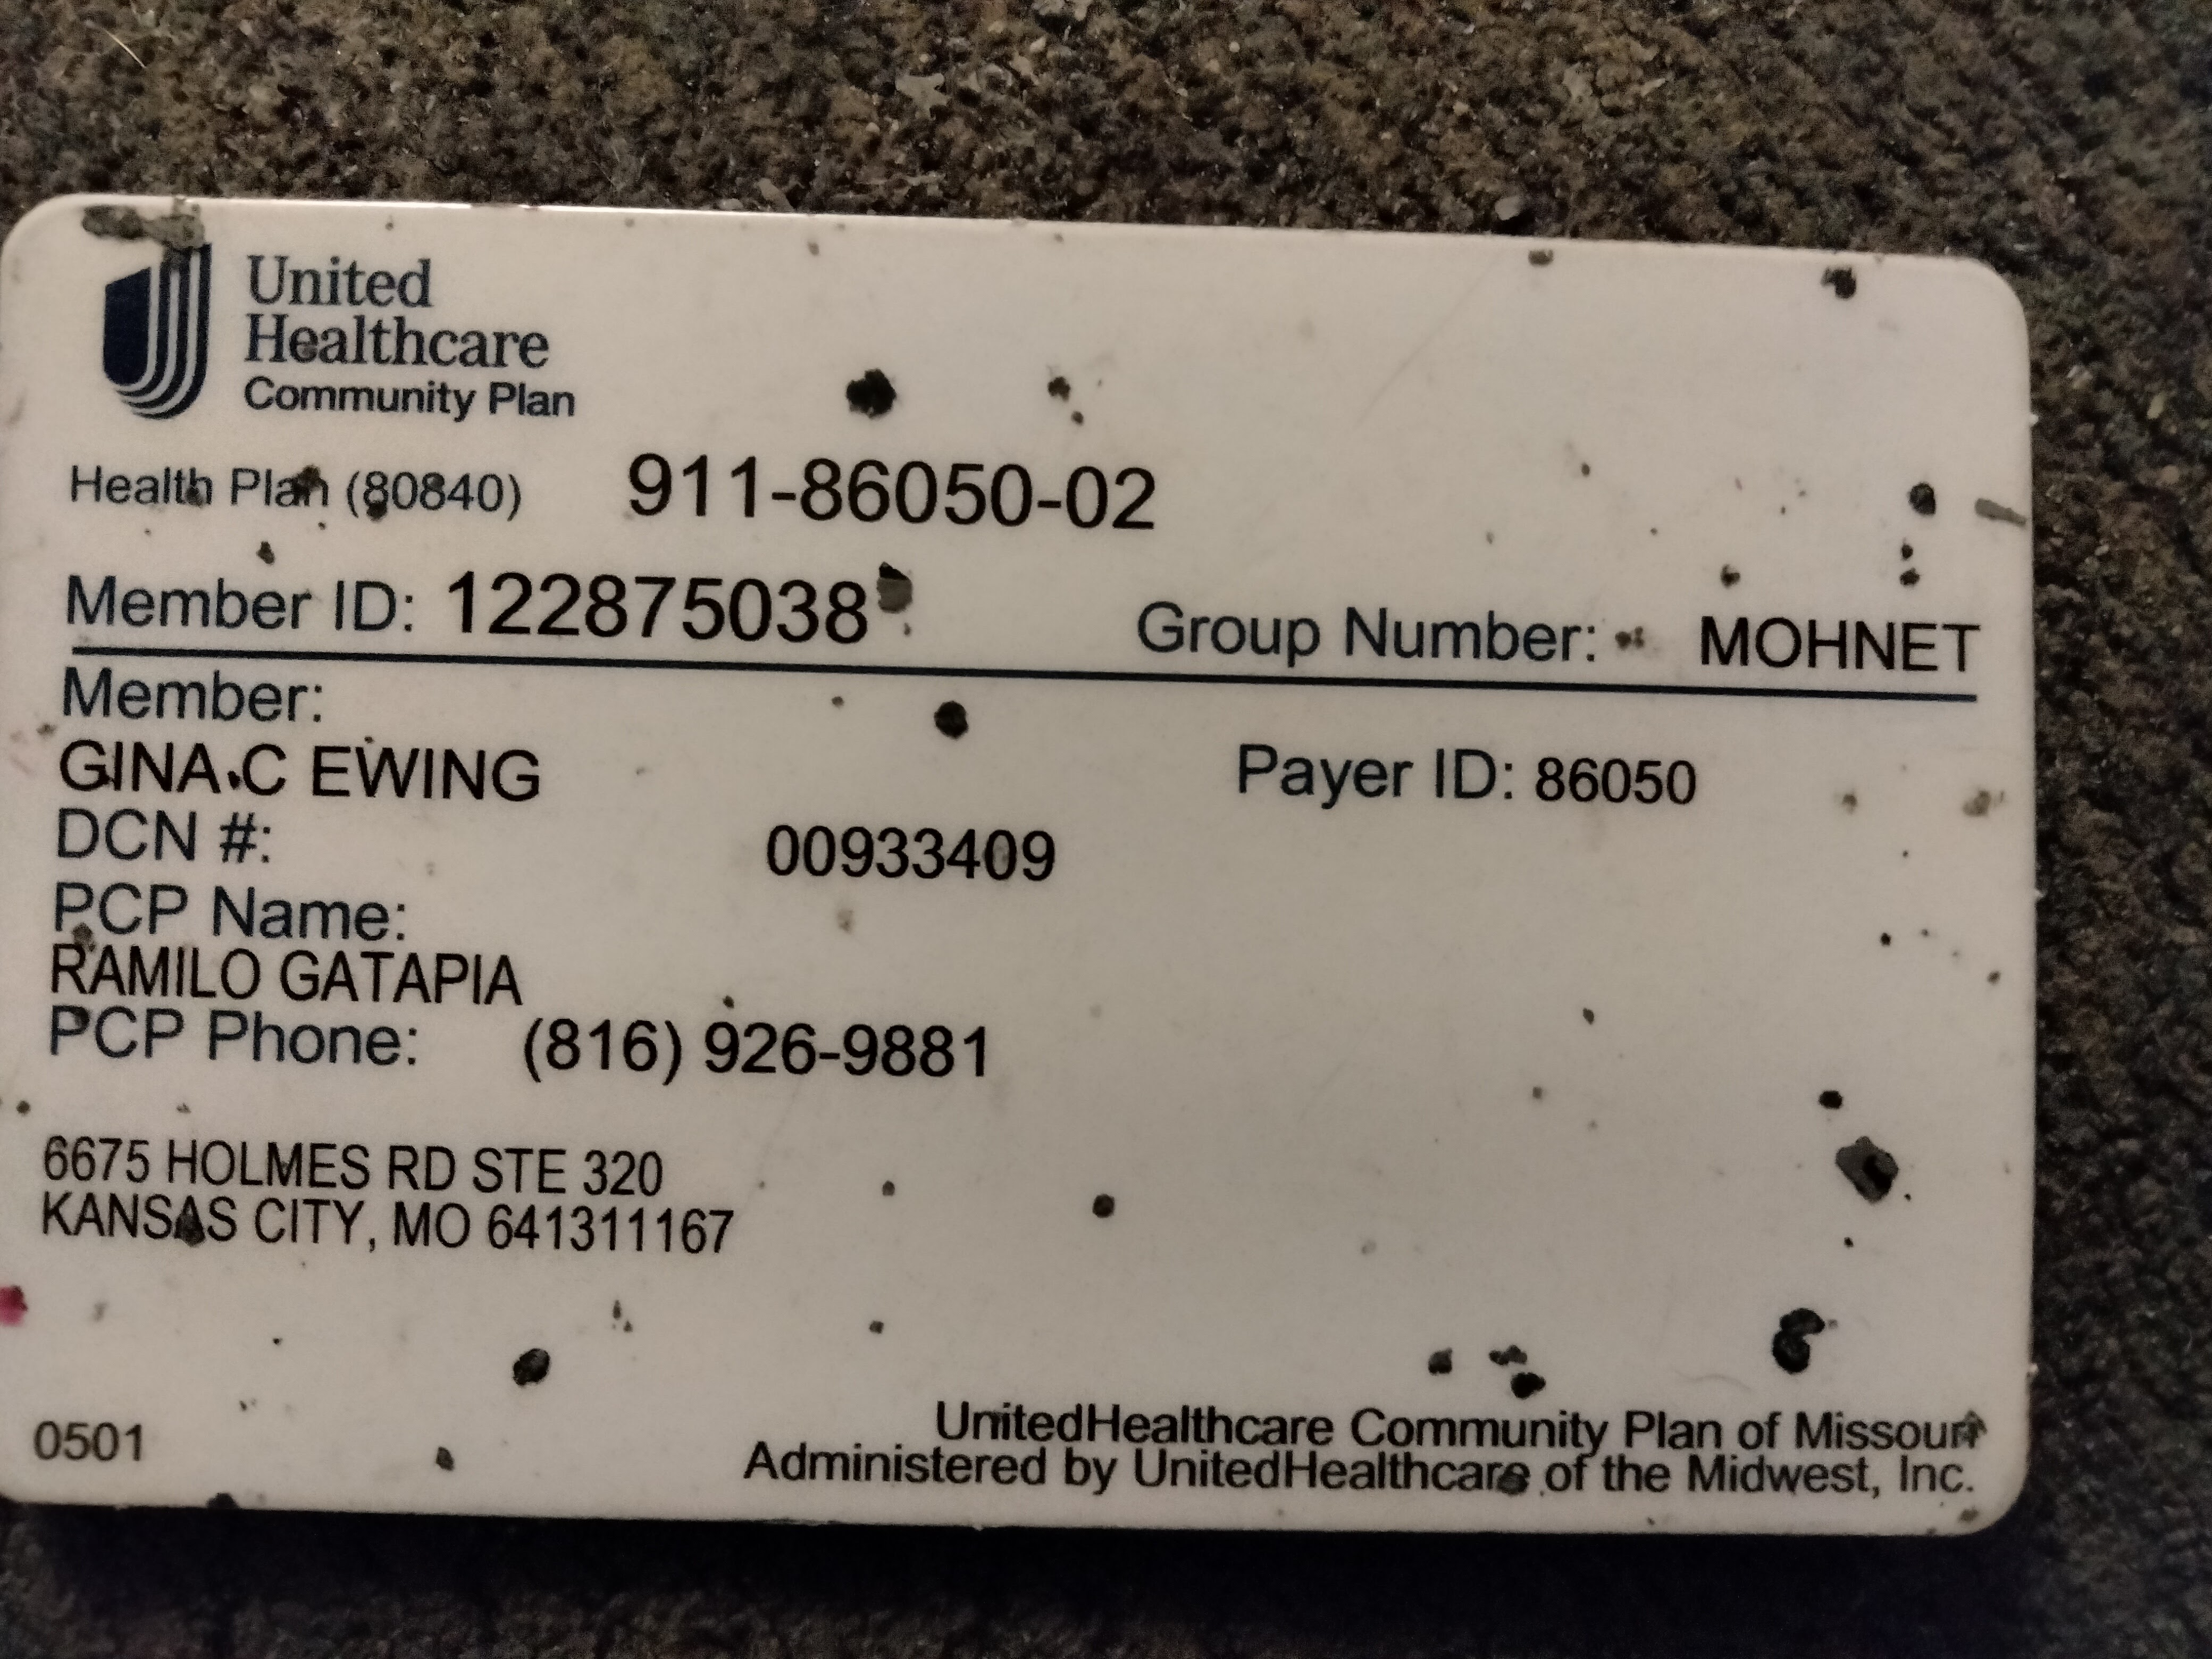 United
Healthcare
Community Plan
Health Plan (80840) 911-86050-02
Member ID: 122875038 Group Number: MOHNET
Member:
GINA C EWING Payer ID: 86050
DCN #: 00933409
PCP Name:
RAMILO GATAPIA
PCP Phone: (816) 926-9881
6675 HOLMES RD STE 320
KANSAS CITY, MO 641311167
0501
UnitedHealthcare Community Plan of Missouri
Administered by UnitedHealthcare of the Midwest, Inc.